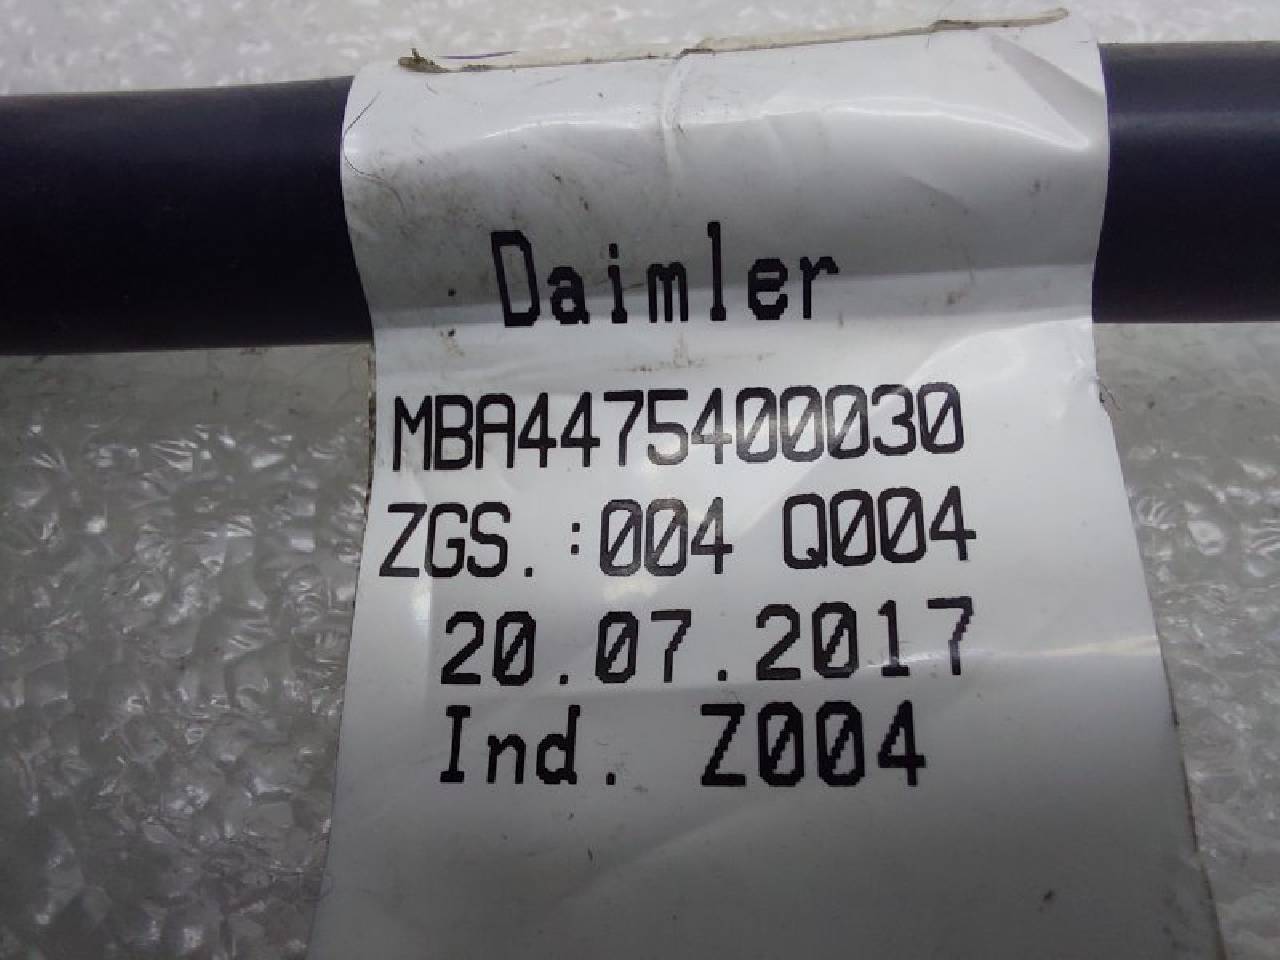 Daimler
MBA4475400030
ZGS.:004 Q004
20.07.2017
Ind. Z004